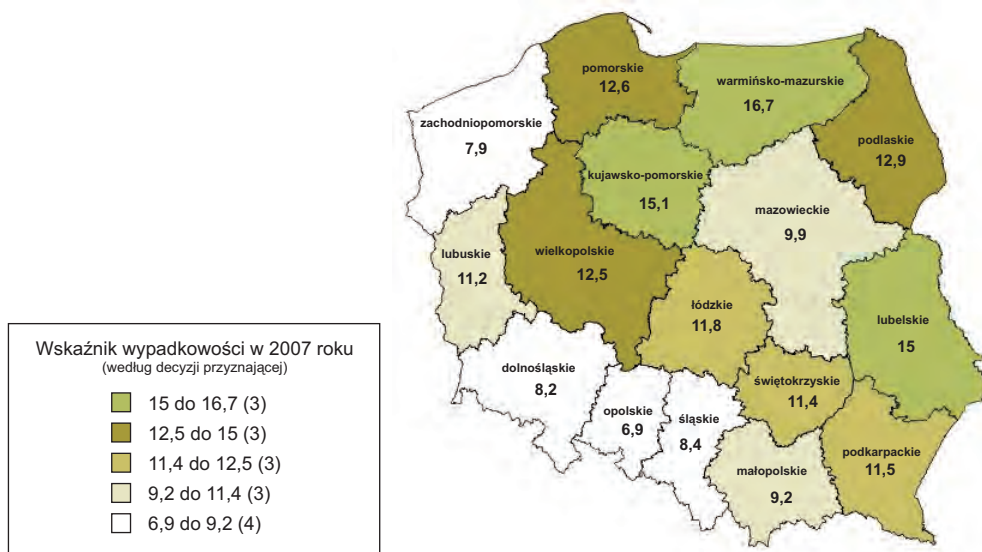 pomorskie
12,6
warmińsko-mazurskie
16,7
zachodniopomorskie
7,9
podlaskie
12,9
kujawsko-pomorskie
15,1
mazowieckie
9,9
lubuskie
11,2
wielkopolskie
12,5
łódzkie
11,8
lubelskie
15
dolnośląskie
8,2
opolskie
6,9
śląskie
8,4
świętokrzyskie
11,4
małopolskie
9,2
podkarpackie
11,5
Wskaźnik wypadkowości w 2007 roku
(według decyzji przyznającej)
15 do 16,7 (3)
12,5 do 15 (3)
11,4 do 12,5 (3)
9,2 do 11,4 (3)
6,9 do 9,2 (4)